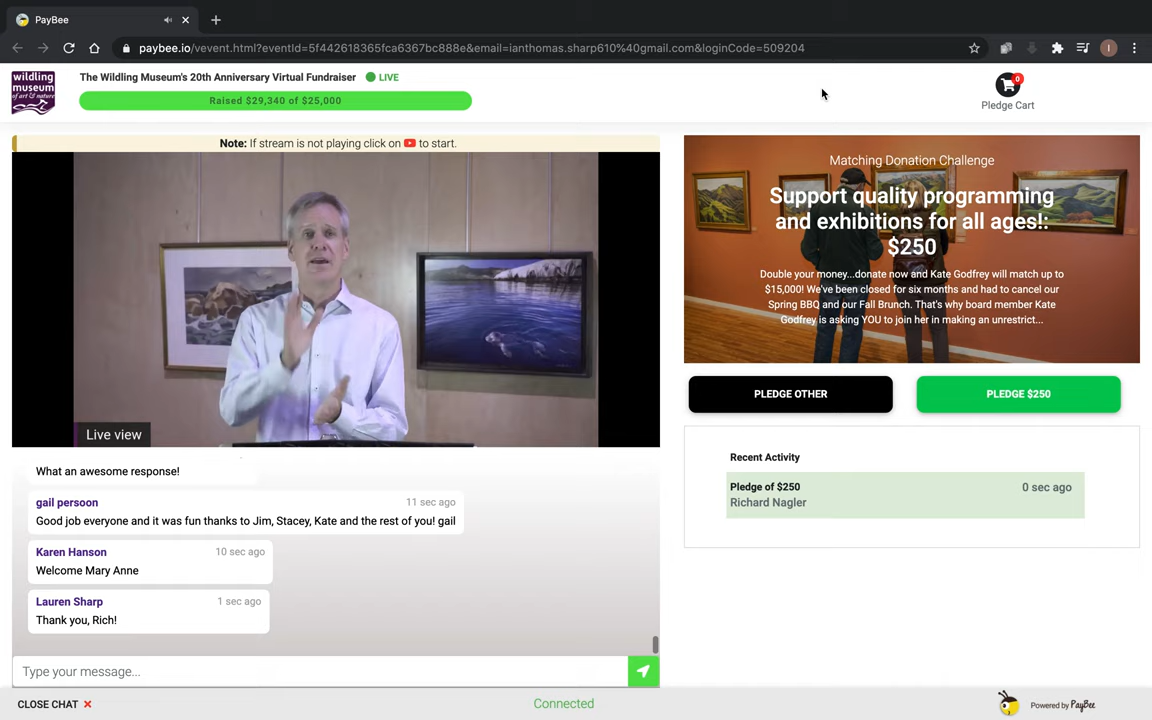 PayBee
paybee.io/vevent.html?eventId=5f442618365fca6367bc888e&email=ianthomas.sharp610%40gmail.com&loginCode=509204
I
wildling
museum
of art & nature
The Wildling Museum's 20th Anniversary Virtual Fundraiser
LIVE
Raised $29,340 of $25,000
0
Pledge Cart
Note: If stream is not playing click on to start.
Live view
What an awesome response!
gail persoon
11 sec ago
Good job everyone and it was fun thanks to Jim, Stacey, Kate and the rest of you! gail
Karen Hanson
10 sec ago
Welcome Mary Anne
Lauren Sharp
1 sec ago
Thank you, Rich!
Type your message...
CLOSE CHAT
Connected
Matching Donation Challenge
Support quality programming
and exhibitions for all ages!:
$250
Double your money...donate now and Kate Godfrey will match up to
$15,000! We've been closed for six months and had to cancel our
Spring BBQ and our Fall Brunch. That's why board member Kate
Godfrey is asking YOU to join her in making an unrestrict...
PLEDGE OTHER
PLEDGE $250
Recent Activity
Pledge of $250
0 sec ago
Richard Nagler
Powered by PayBee